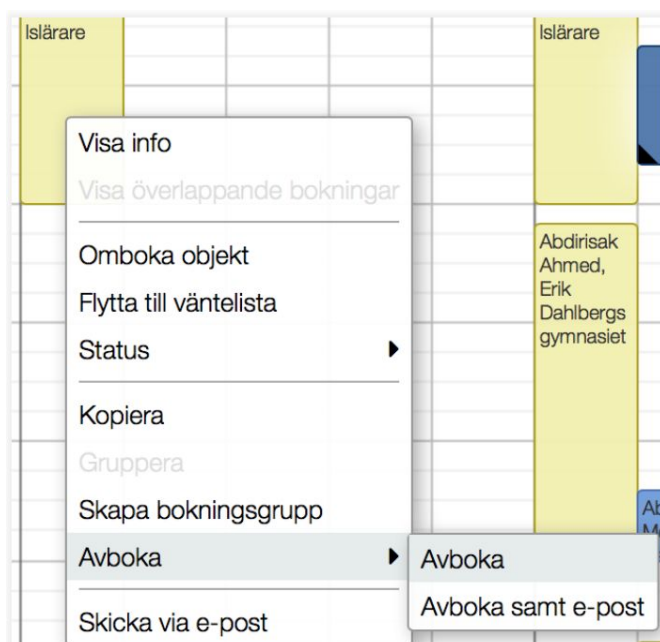 Islärare
Islärare
Visa info
Visa överlappande bokningar
Omboka objekt
Flytta till väntelista
Status
Kopiera
Gruppera
Skapa bokningsgrupp
Avboka
Skicka via e-post
Avboka
Avboka samt e-post
Abdirisak
Ahmed,
Erik
Dahlbergs
gymnasiet